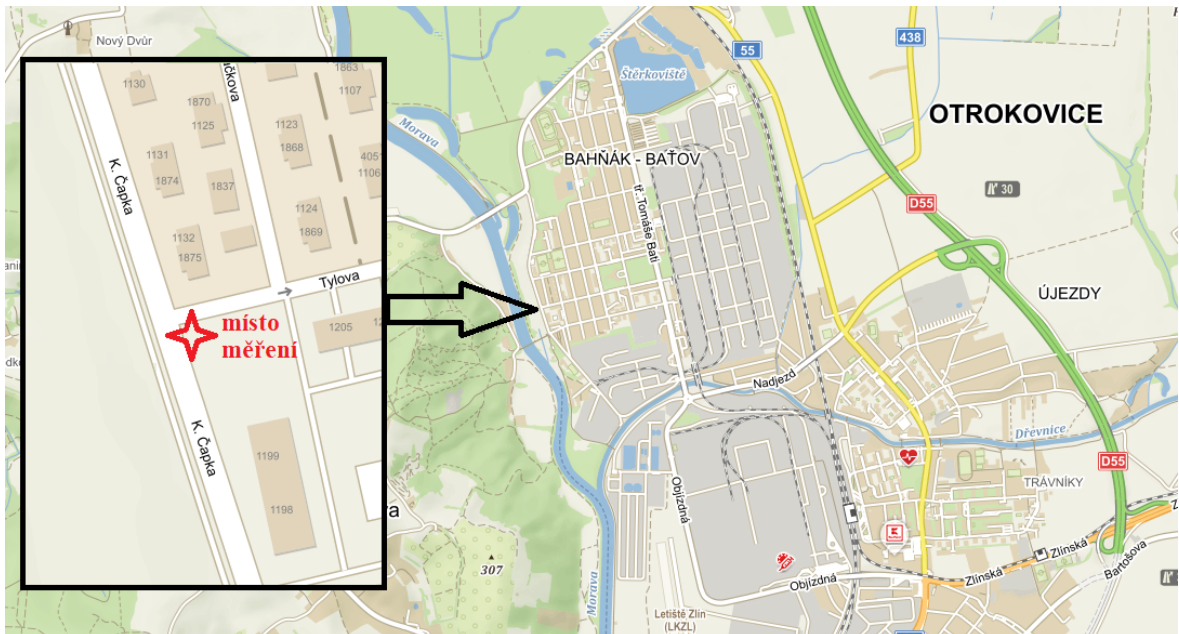 Nový Dvůr
1130
1870
1125
1863
1107
1123
1868
1131
1874
1837
4051
1106
1124
1869
1132
1875
K. Čapka
Tylova
místo
měření
1205
K. Čapka
1199
1198
Morava
Štěrkoviště
55
438
OTROKOVICE
BAHŇÁK - BAŤOV
tř. Tomáše Bati
30
D55
ÚJEZDY
Nadjezd
Dřevnice
D55
TRÁVNÍKY
Objízdná
Zlínská
Zlínská
Bartošova
307
Objízdná
Morava
Letiště Zlín
(LKZL)